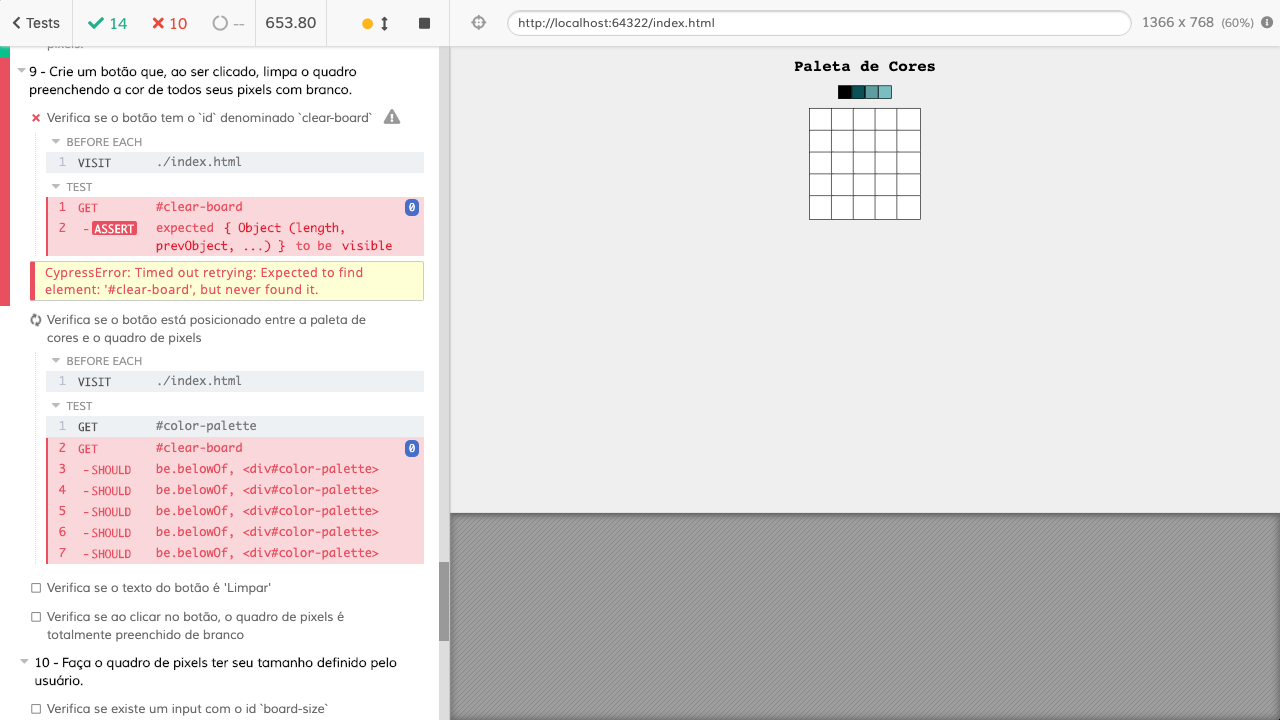 Tests
14
10
--
653.80
http://localhost:64322/index.html
1366 x 768 (60%)
pixels.
9 - Crie um botão que, ao ser clicado, limpa o quadro
preenchendo a cor de todos seus pixels com branco.
Verifica se o botão tem o `id` denominado `clear-board`
BEFORE EACH
1 VISIT ./index.html
TEST
1 GET #clear-board 0
2 -ASSERT expected { Object (length,
prevObject, ...) } to be visible
CypressError: Timed out retrying: Expected to find
element: '#clear-board', but never found it.
Verifica se o botão está posicionado entre a paleta de
cores e o quadro de pixels
BEFORE EACH
1 VISIT ./index.html
TEST
1 GET #color-palette
2 GET #clear-board 0
3 -SHOULD be.belowOf, <div#color-palette>
4 -SHOULD be.belowOf, <div#color-palette>
5 -SHOULD be.belowOf, <div#color-palette>
6 -SHOULD be.belowOf, <div#color-palette>
7 -SHOULD be.belowOf, <div#color-palette>
Verifica se o texto do botão é 'Limpar'
Verifica se ao clicar no botão, o quadro de pixels é
totalmente preenchido de branco
10 - Faça o quadro de pixels ter seu tamanho definido pelo
usuário.
Verifica se existe um input com o id `board-size`
Paleta de Cores